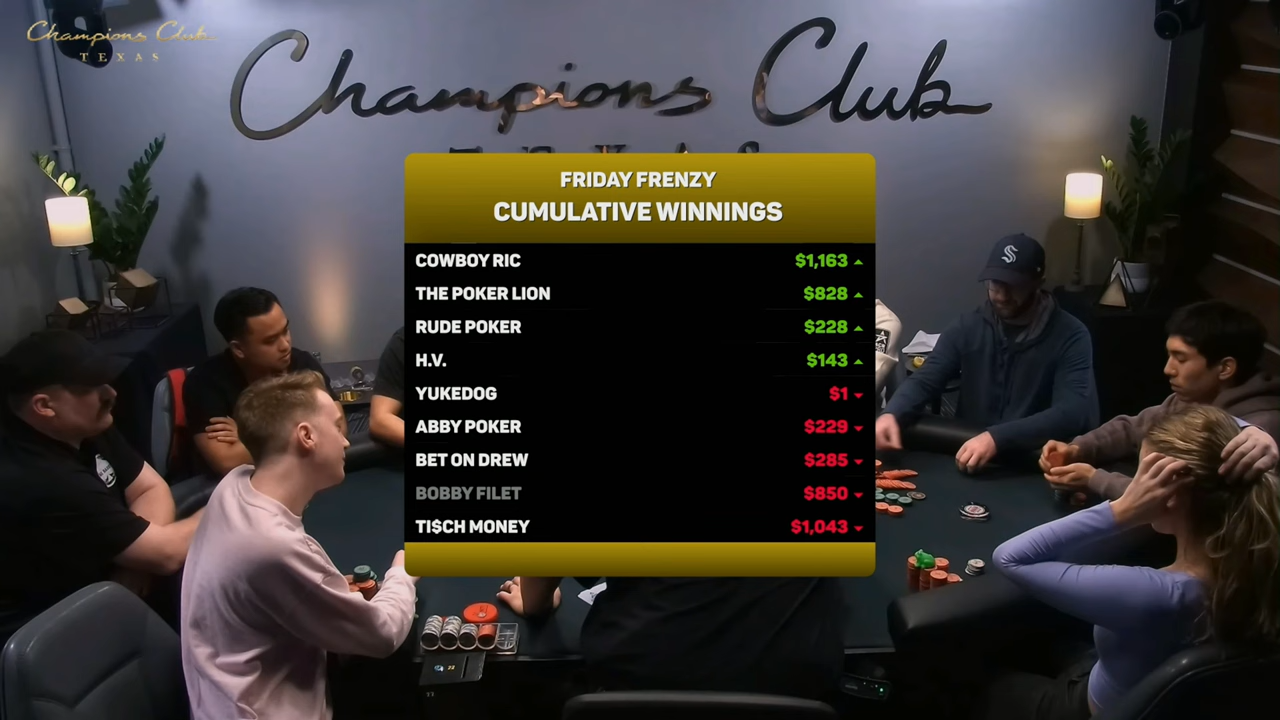 Champions Club
TEXAS
Champions Club
FRIDAY FRENZY
CUMULATIVE WINNINGS
COWBOY RIC $1,163
THE POKER LION $828
RUDE POKER $228
H.V. $143
YUKEDOG $1
ABBY POKER $229
BET ON DREW $285
BOBBY FILET $850
TI$CH MONEY $1,043